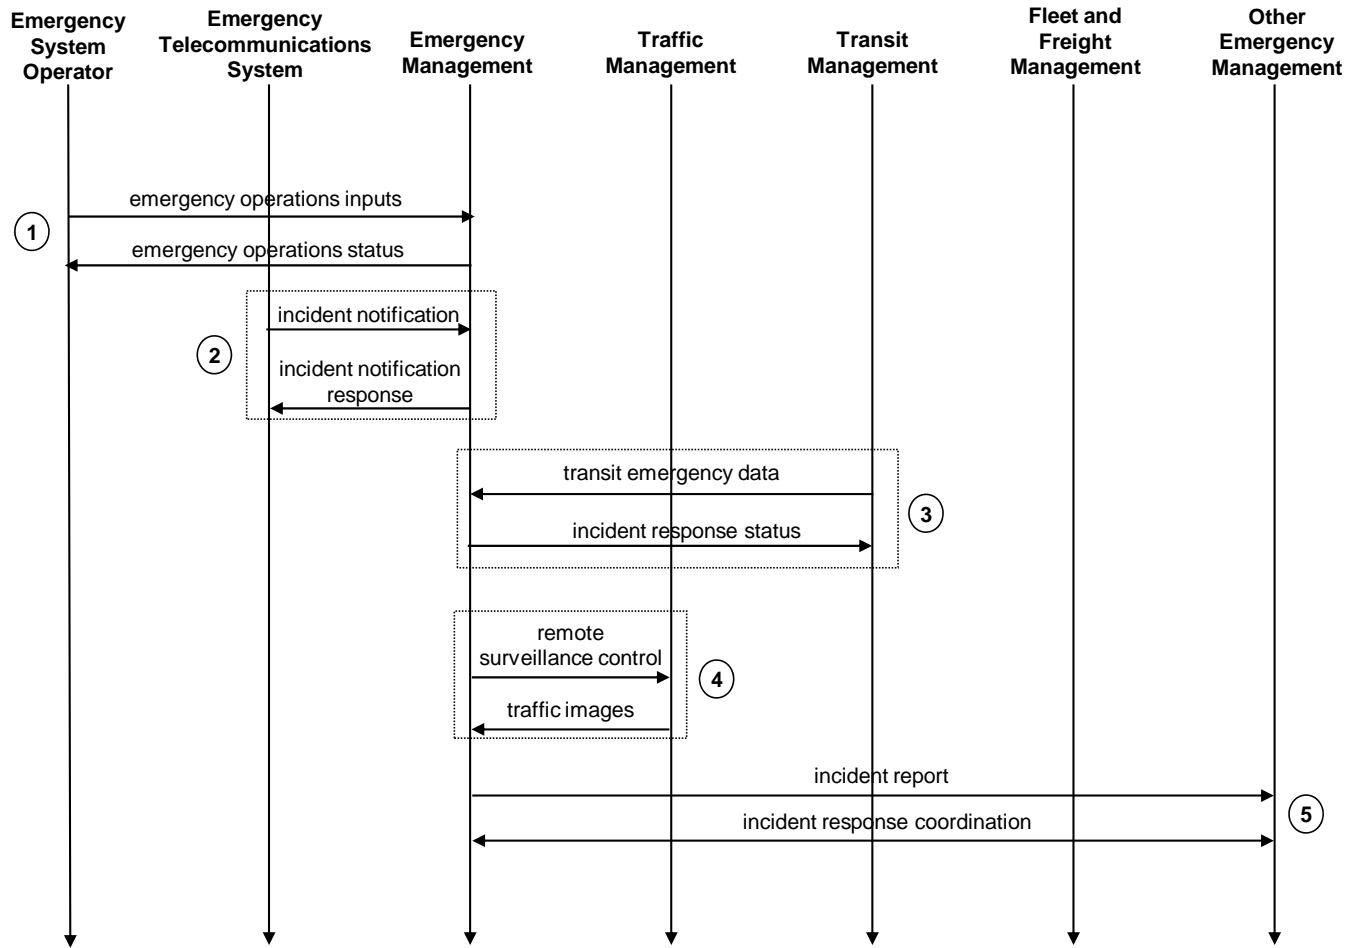 Emergency
System
Operator
Emergency
Telecommunications
System
Emergency
Management
Traffic
Management
Transit
Management
Fleet and
Freight
Management
Other
Emergency
Management
emergency operations inputs
1
emergency operations status
incident notification
2
incident notification
response
transit emergency data
3
incident response status
remote
surveillance control
4
traffic images
incident report
5
incident response coordination